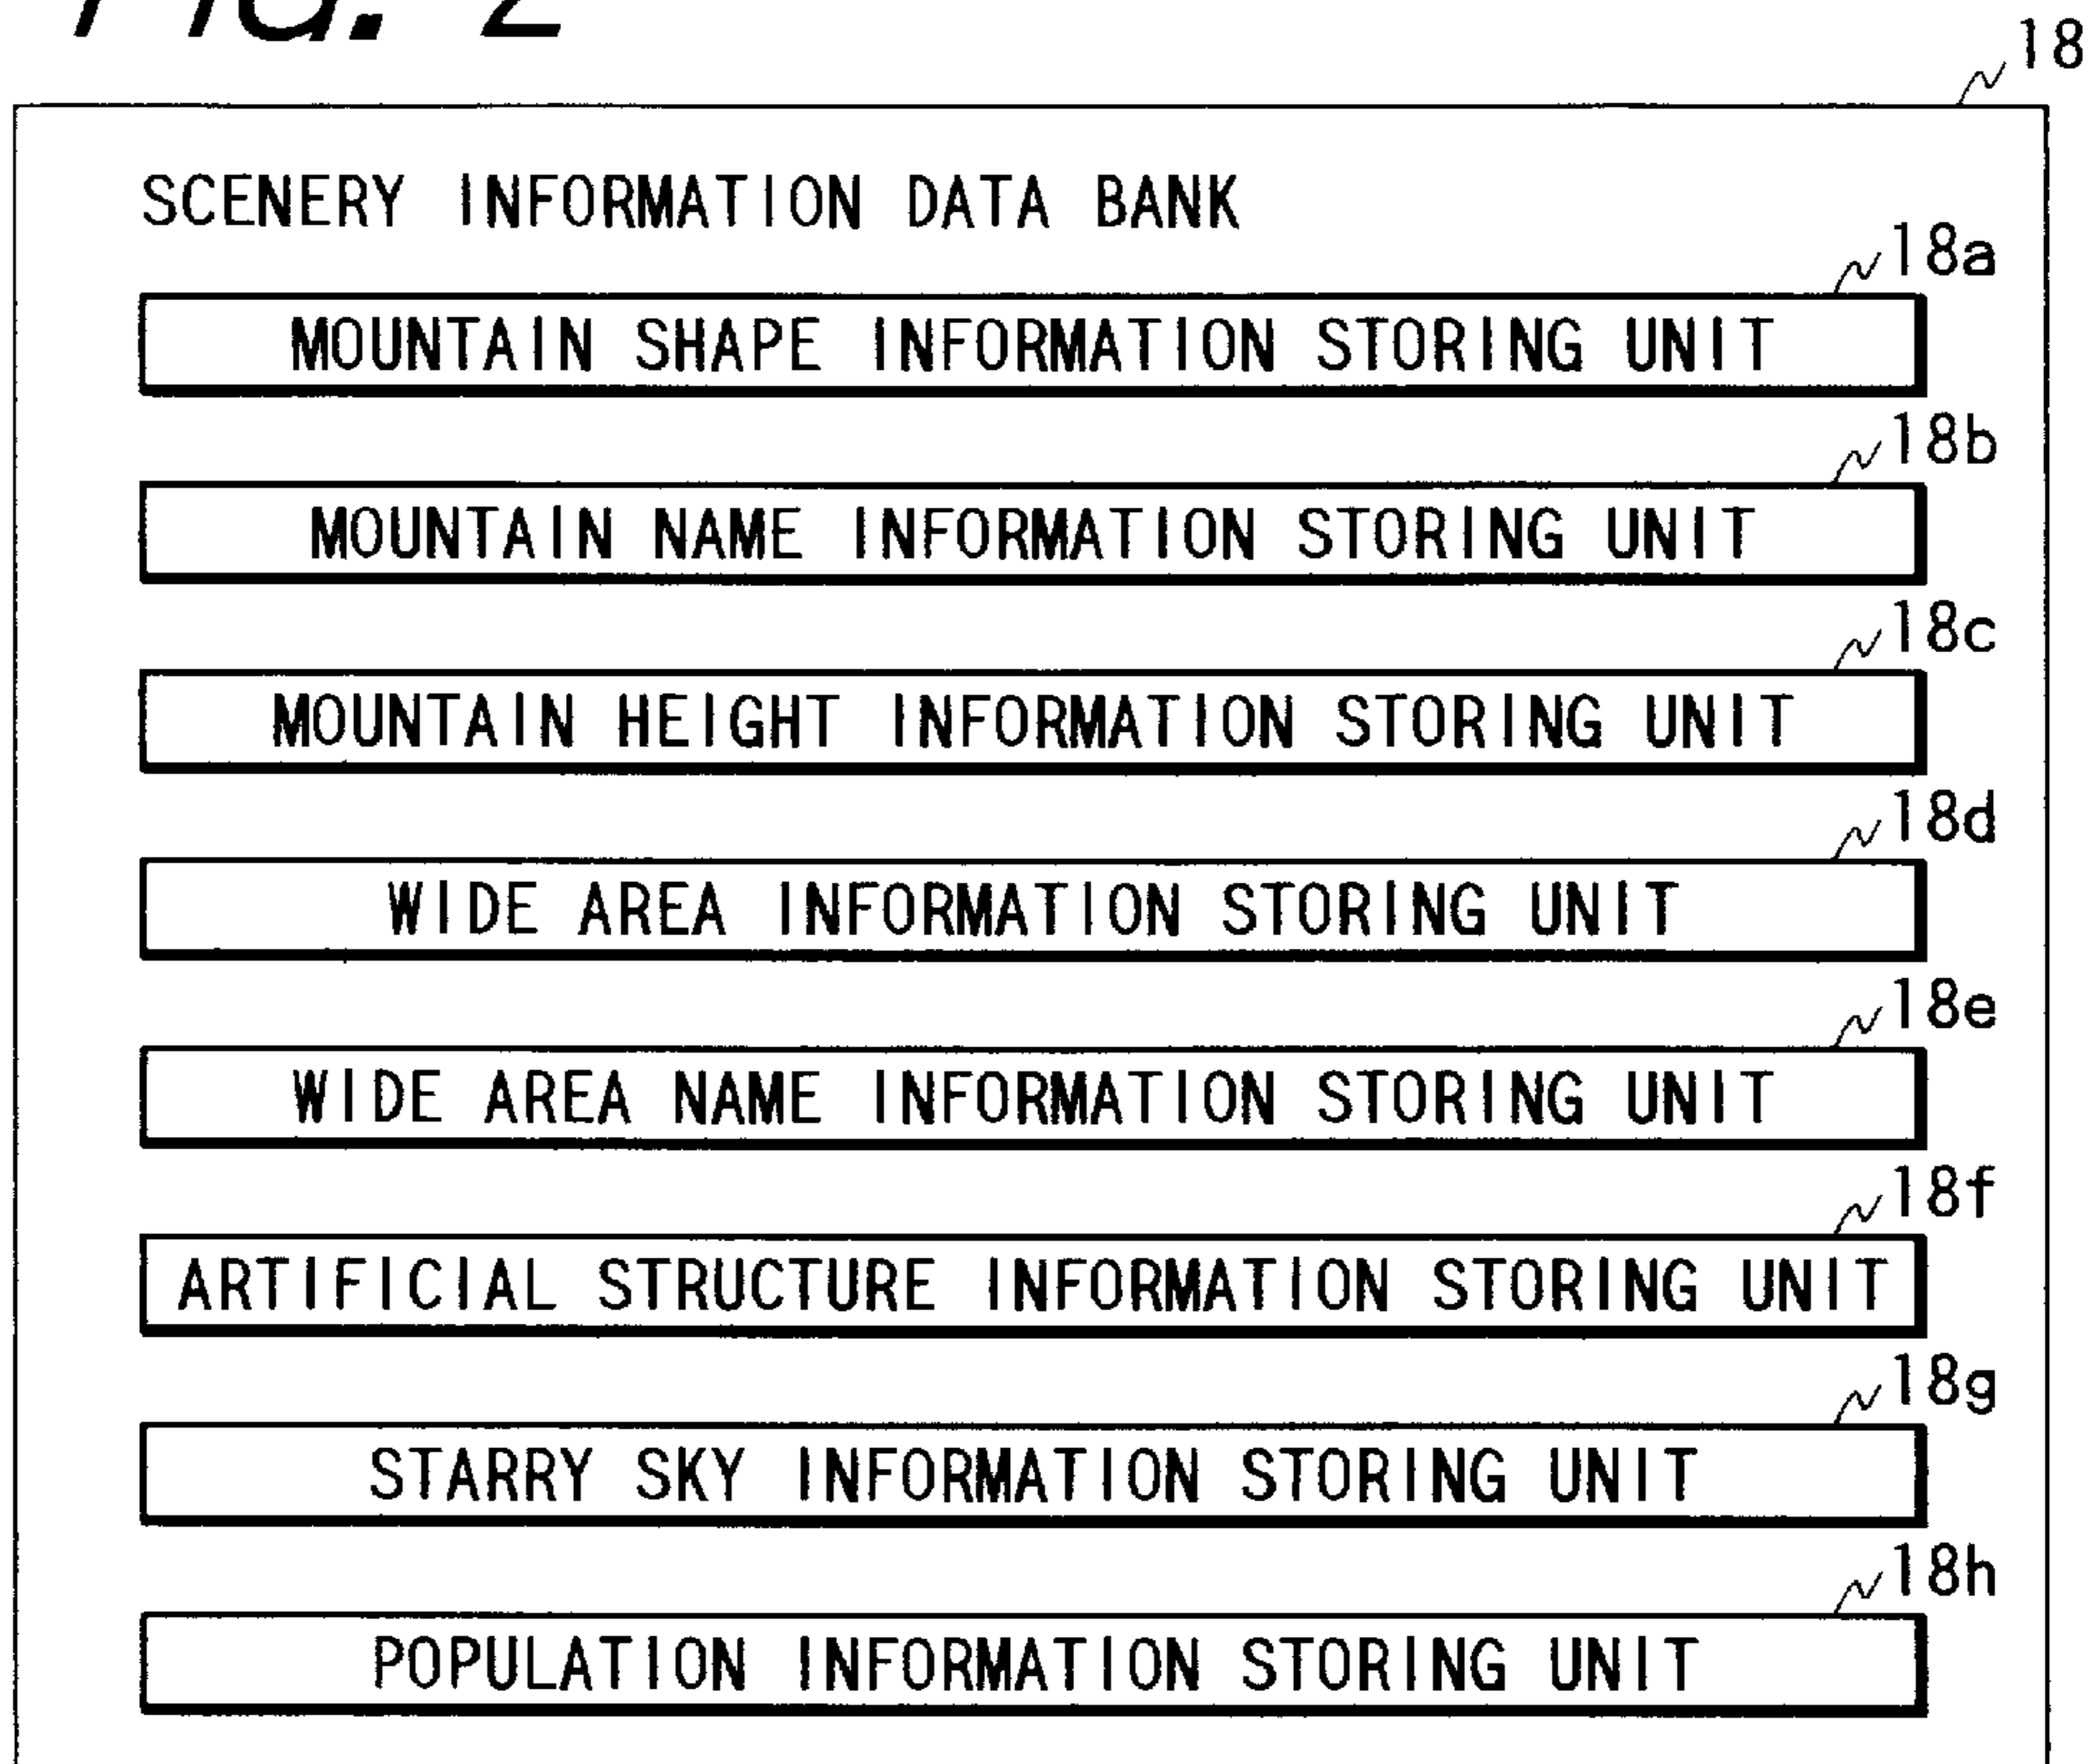 FIG. 2
18
SCENERY INFORMATION DATA BANK
18a
MOUNTAIN SHAPE INFORMATION STORING UNIT
18b
MOUNTAIN NAME INFORMATION STORING UNIT
18c
MOUNTAIN HEIGHT INFORMATION STORING UNIT
18d
WIDE AREA INFORMATION STORING UNIT
18e
WIDE AREA NAME INFORMATION STORING UNIT
18f
ARTIFICIAL STRUCTURE INFORMATION STORING UNIT
18g
STARRY SKY INFORMATION STORING UNIT
18h
POPULATION INFORMATION STORING UNIT